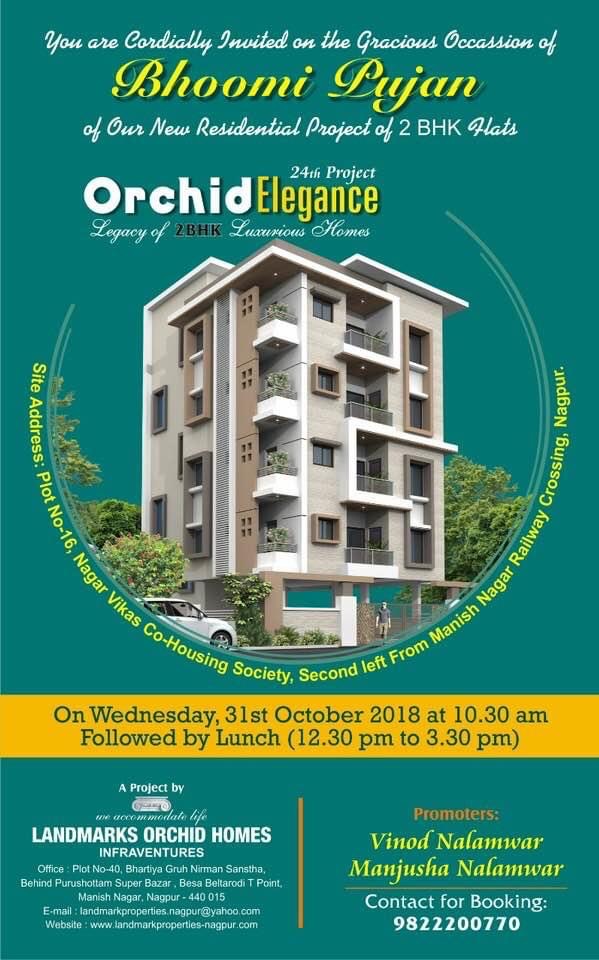 You are Cordially Invited on the Gracious Occassion of
Bhoomi Pujan
of Our New Residential Project of 2 BHK Flats
24th Project
Orchid Elegance
Legacy of 2BHK Luxurious Homes
Site Address: Plot No-16, Nagar Vikas Co-Housing Society, Second left From Manish Nagar Railway Crossing, Nagpur.
On Wednesday, 31st October 2018 at 10.30 am
Followed by Lunch (12.30 pm to 3.30 pm)
A Project by
we accommodate life
LANDMARKS ORCHID HOMES
INFRAVENTURES
Office : Plot No-40, Bhartiya Gruh Nirman Sanstha,
Behind Purushottam Super Bazar , Besa Beltarodi T Point,
Manish Nagar, Nagpur - 440 015
E-mail : landmarkproperties.nagpur@yahoo.com
Website : www.landmarkproperties-nagpur.com
Promoters:
Vinod Nalamwar
Manjusha Nalamwar
Contact for Booking:
9822200770